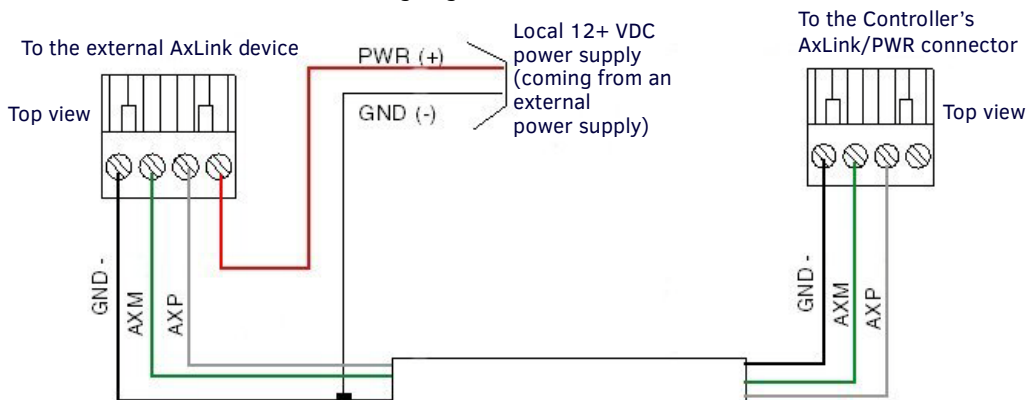 To the external AxLink device
Top view
PWR (+)
GND (-)
Local 12+ VDC
power supply
(coming from an
external
power supply)
To the Controller's
AxLink/PWR connector
Top view
GND -
AXM
AXP
GND -
AXM
AXP